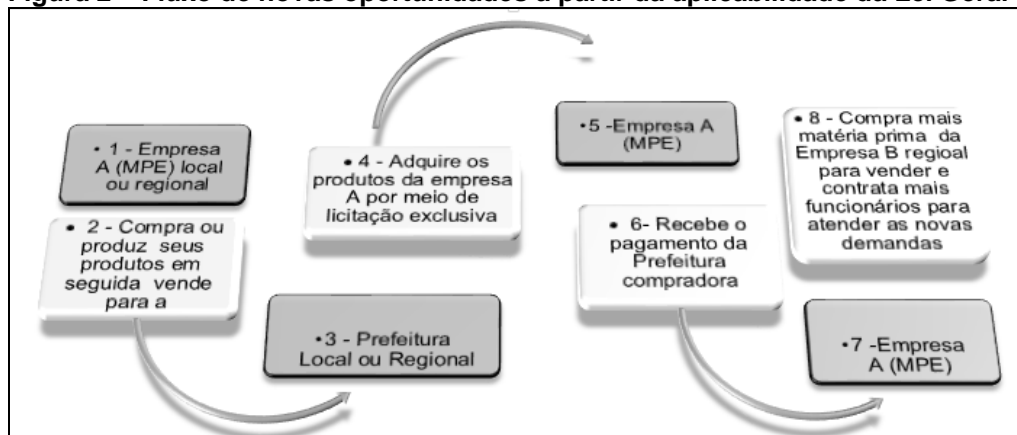 Figura 2 – Fluxo de novas oportunidades a partir da aplicabilidade da Lei Geral
• 1 - Empresa
A (MPE) local
ou regional
• 2 - Compra ou
produz seus
produtos em
seguida vende
para a
•3 - Prefeitura
Local ou Regional
• 4 - Adquire os
produtos da empresa
A por meio de
licitação exclusiva
•5 -Empresa A
(MPE)
• 6- Recebe o
pagamento da
Prefeitura
compradora
•7 -Empresa
A (MPE)
• 8 - Compra mais
matéria prima da
Empresa B regioal
para vender e
contrata mais
funcionários para
atender as novas
demandas